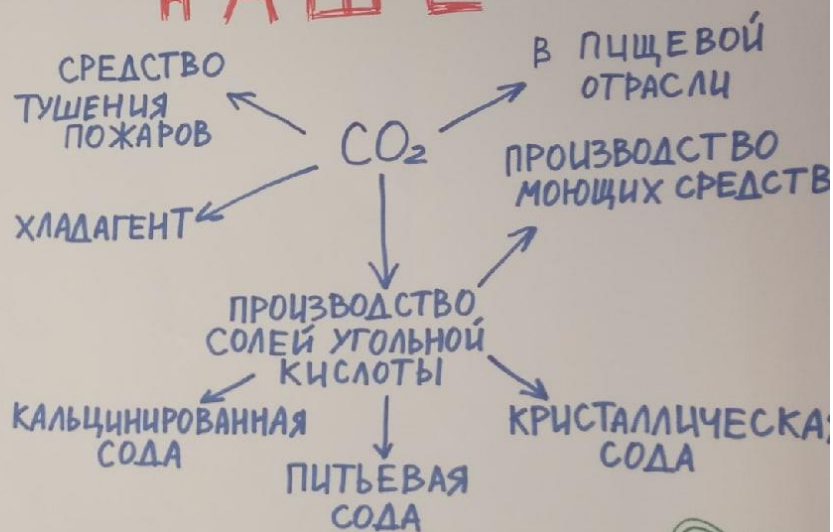 СРЕДСТВО
ТУШЕНИЯ
ПОЖАРОВ
CO₂
В ПИЩЕВОЙ
ОТРАСЛИ
ХЛАДАГЕНТ
ПРОИЗВОДСТВО
МОЮЩИХ СРЕДСТВ
ПРОИЗВОДСТВО
СОЛЕЙ УГОЛЬНОЙ
КИСЛОТЫ
КАЛЬЦИНИРОВАННАЯ
СОДА
ПИТЬЕВАЯ
СОДА
КРИСТАЛЛИЧЕСКАЯ
СОДА